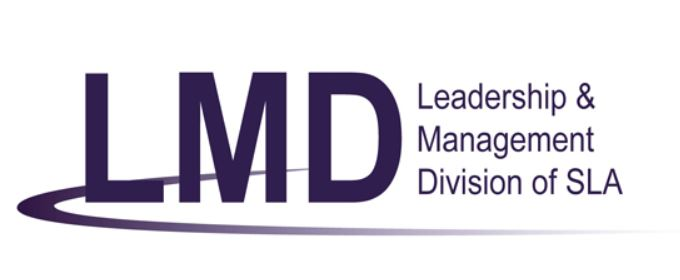 LMD
Leadership &
Management
Division of SLA